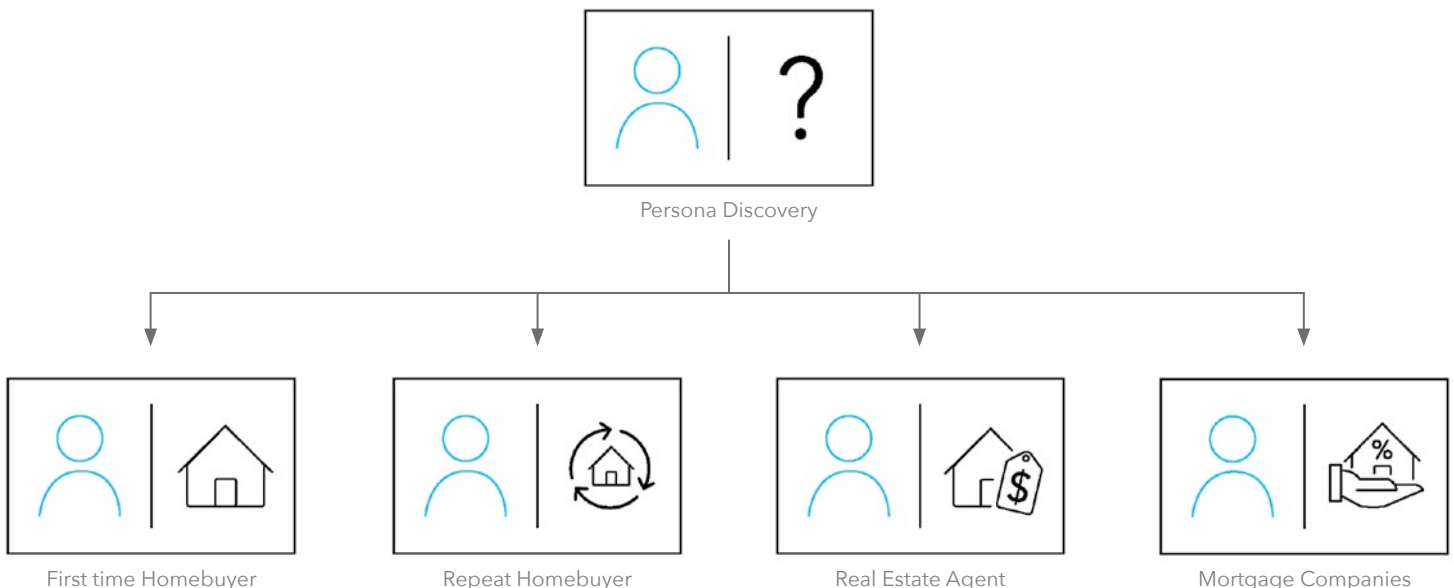 ?
Persona Discovery
$
%
First time Homebuyer
Repeat Homebuyer
Real Estate Agent
Mortgage Companies